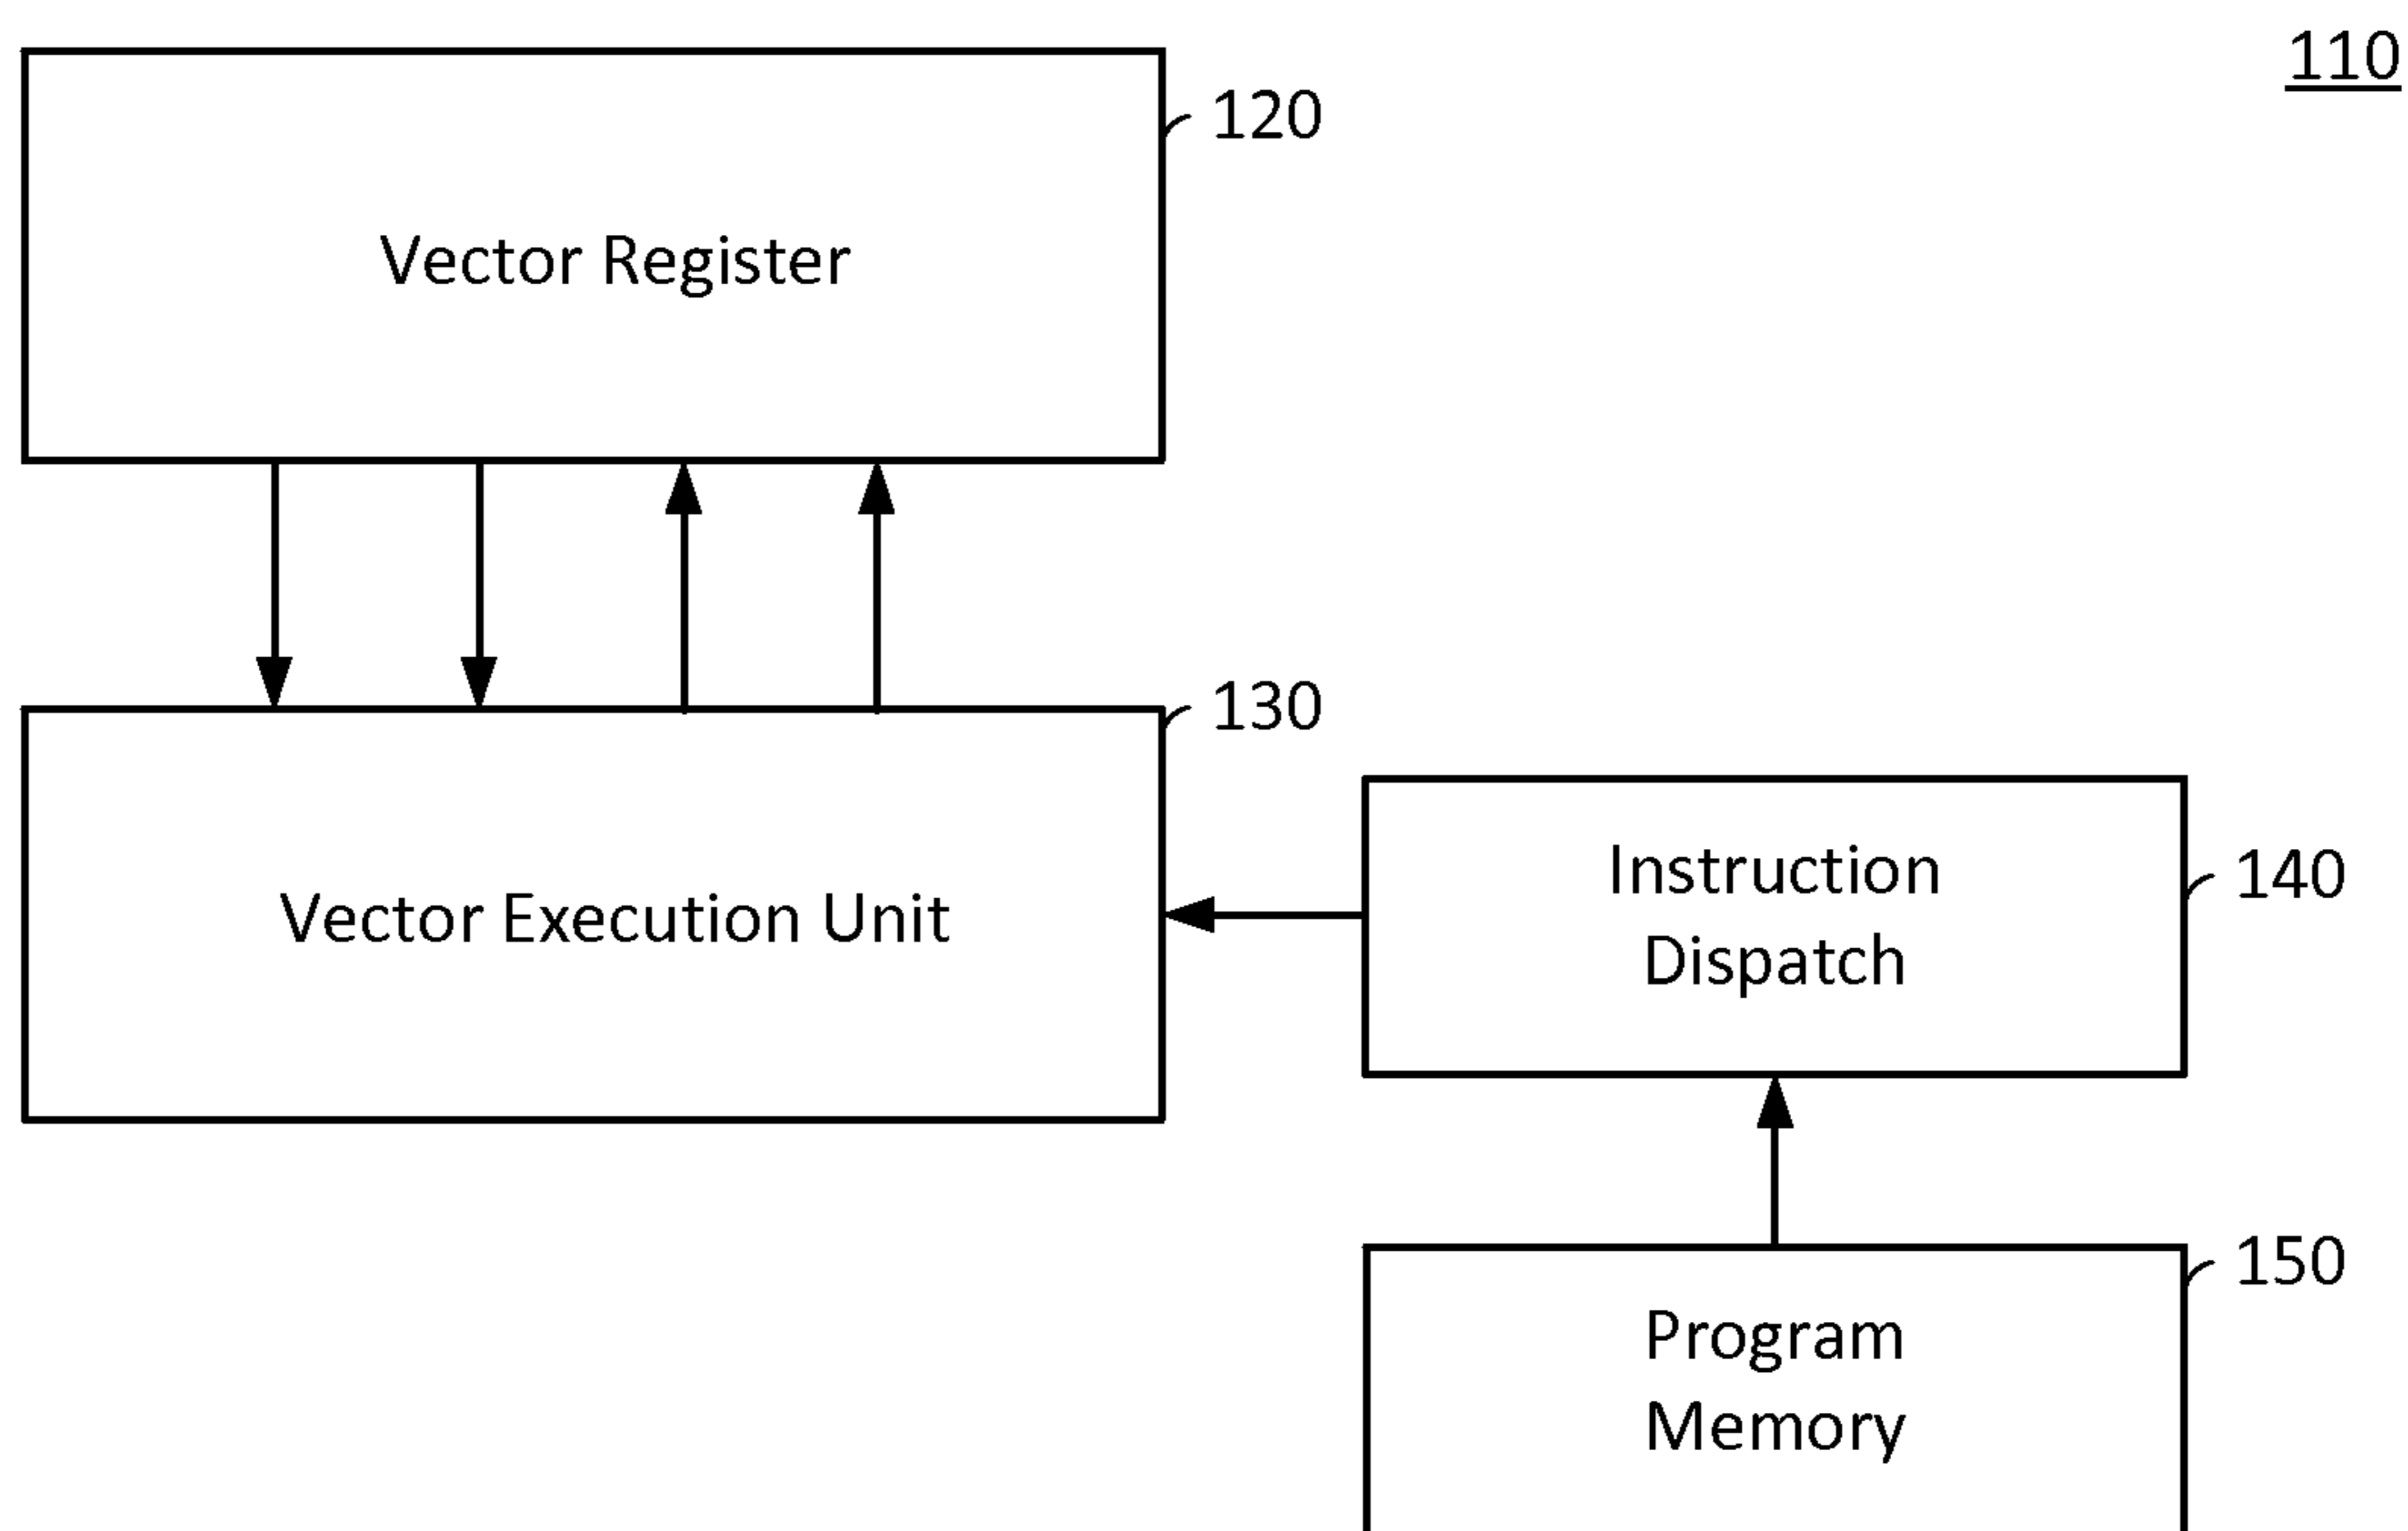 110
120
Vector Register
130
Vector Execution Unit
Instruction
Dispatch
140
150
Program
Memory